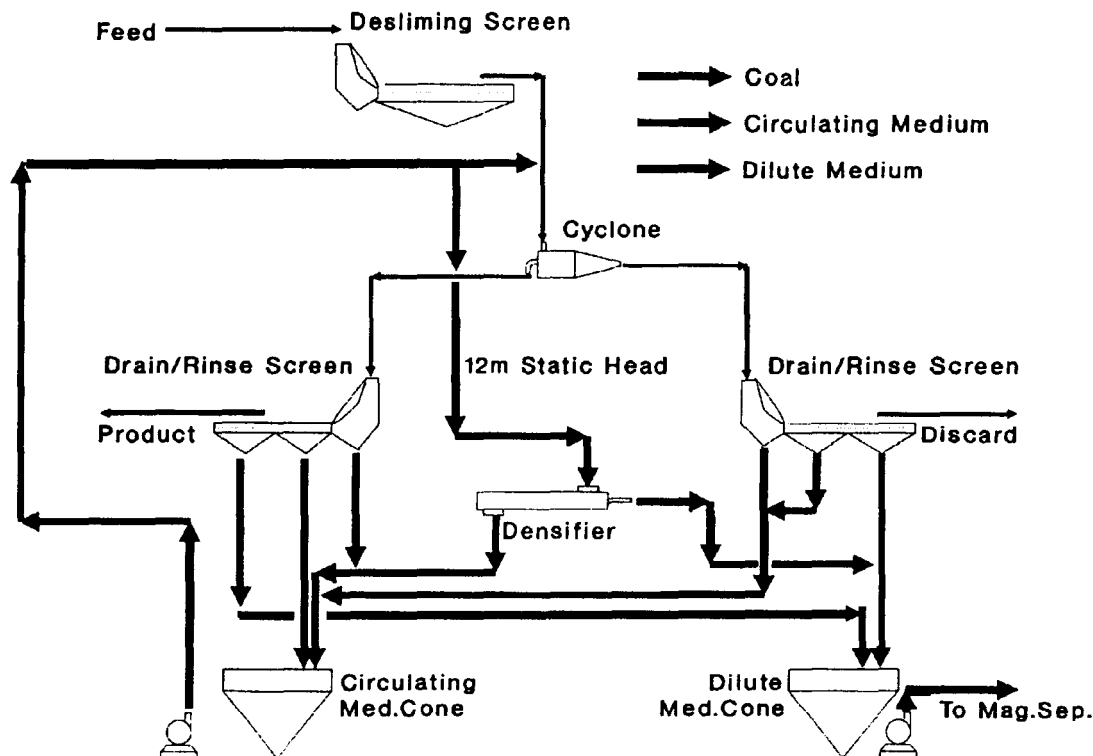 Feed
Desliming Screen
Coal
Circulating Medium
Dilute Medium
Cyclone
Drain/Rinse Screen
12m Static Head
Drain/Rinse Screen
Product
Discard
Densifier
Circulating
Med.Cone
Dilute
Med.Cone
To Mag.Sep.